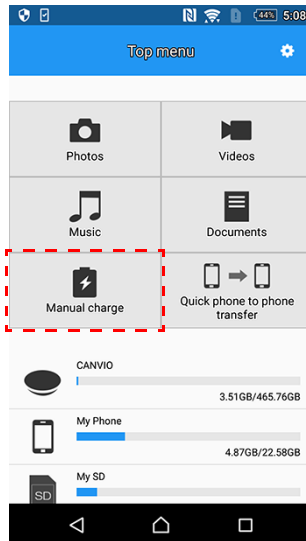 44% 5:08
Top menu
Photos
Videos
Music
Documents
Manual charge
Quick phone to phone
transfer
CANVIO
3.51GB/465.76GB
My Phone
4.87GB/22.58GB
My SD
SD